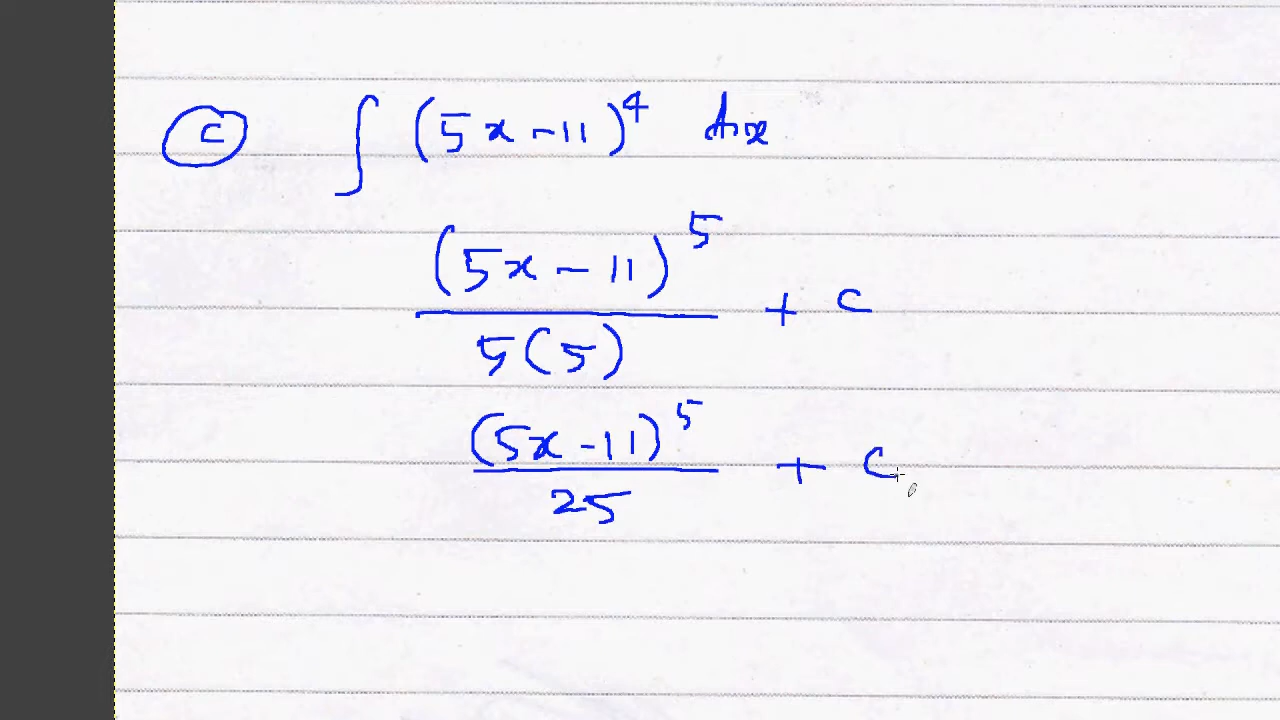 (c) ∫ (5x-11)^4 dx
(5x-11)^5 / 5(5) + c
(5x-11)^5 / 25 + c